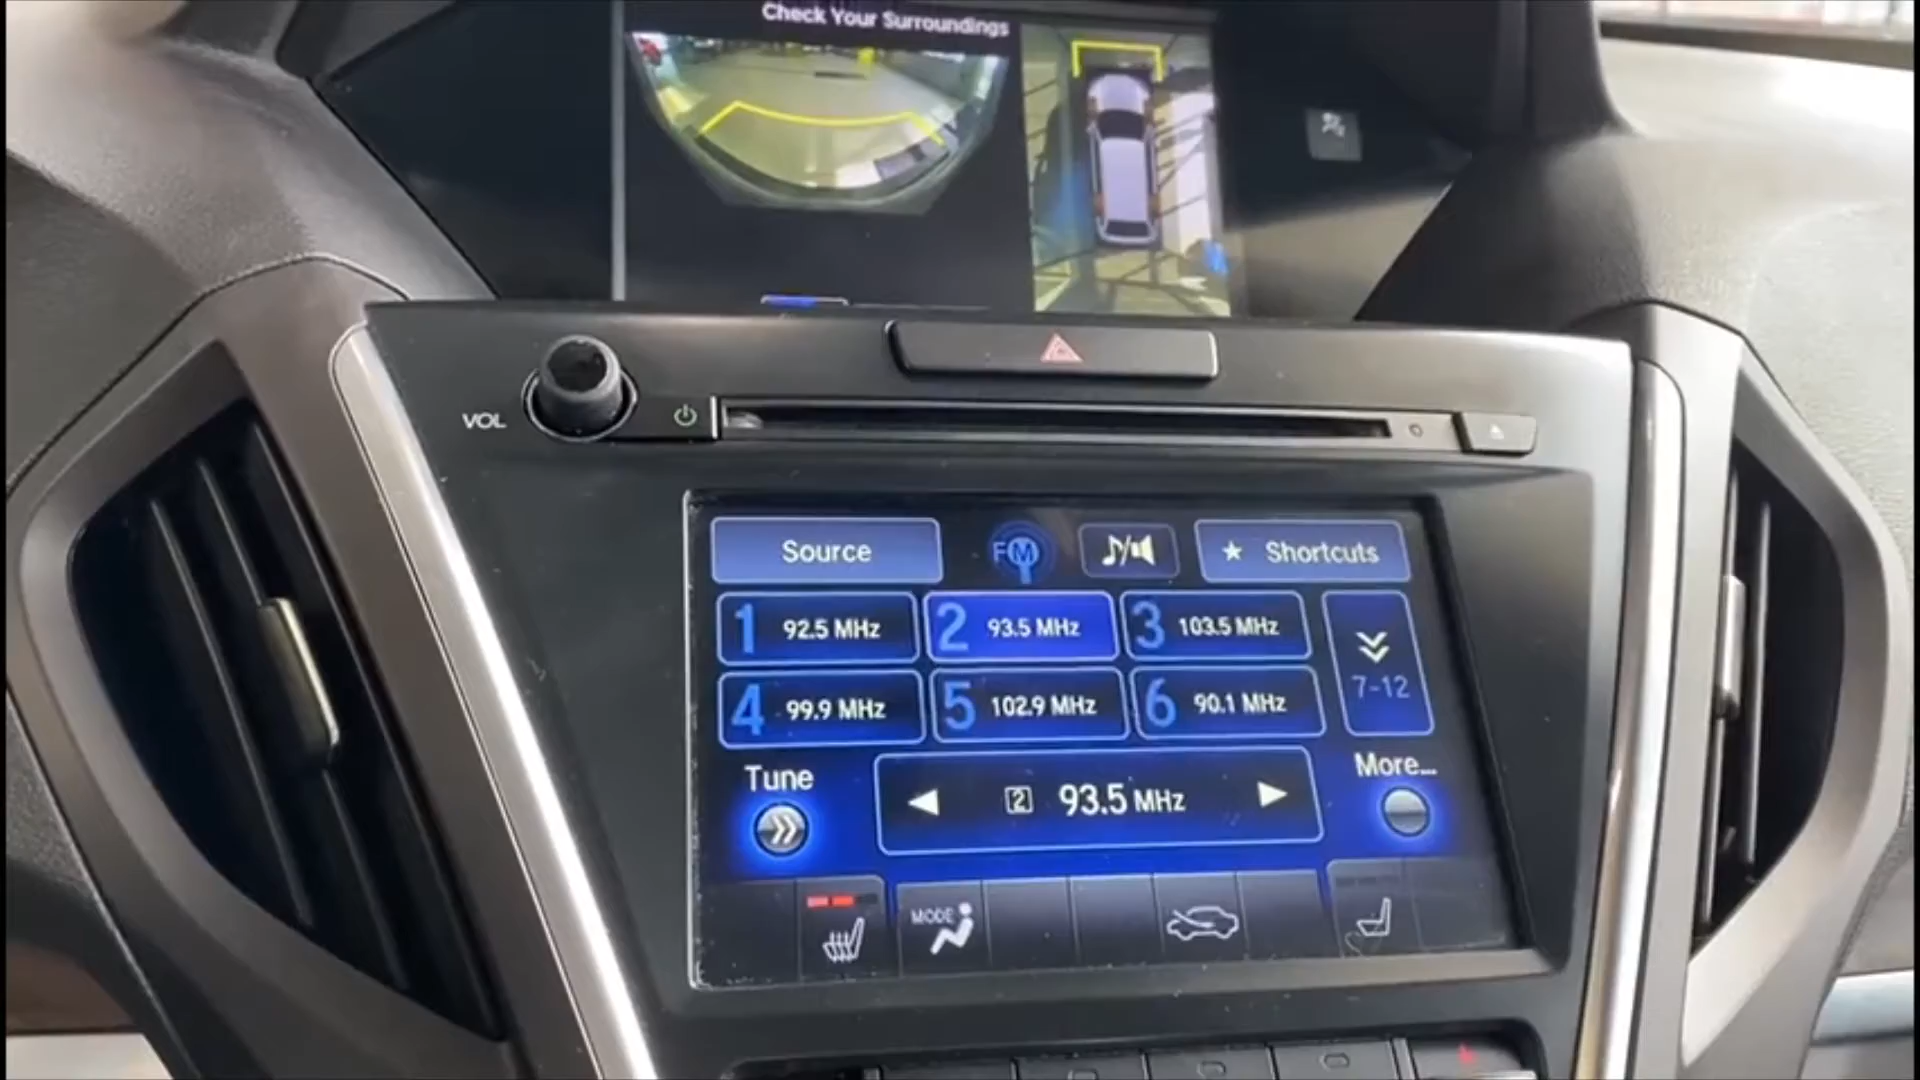 Check Your Surroundings
VOL
Source
FM
Shortcuts
1 92.5 MHz
2 93.5 MHz
3 103.5 MHz
4 99.9 MHz
5 102.9 MHz
6 90.1 MHz
7-12
Tune
2 93.5 MHz
More...
MODE